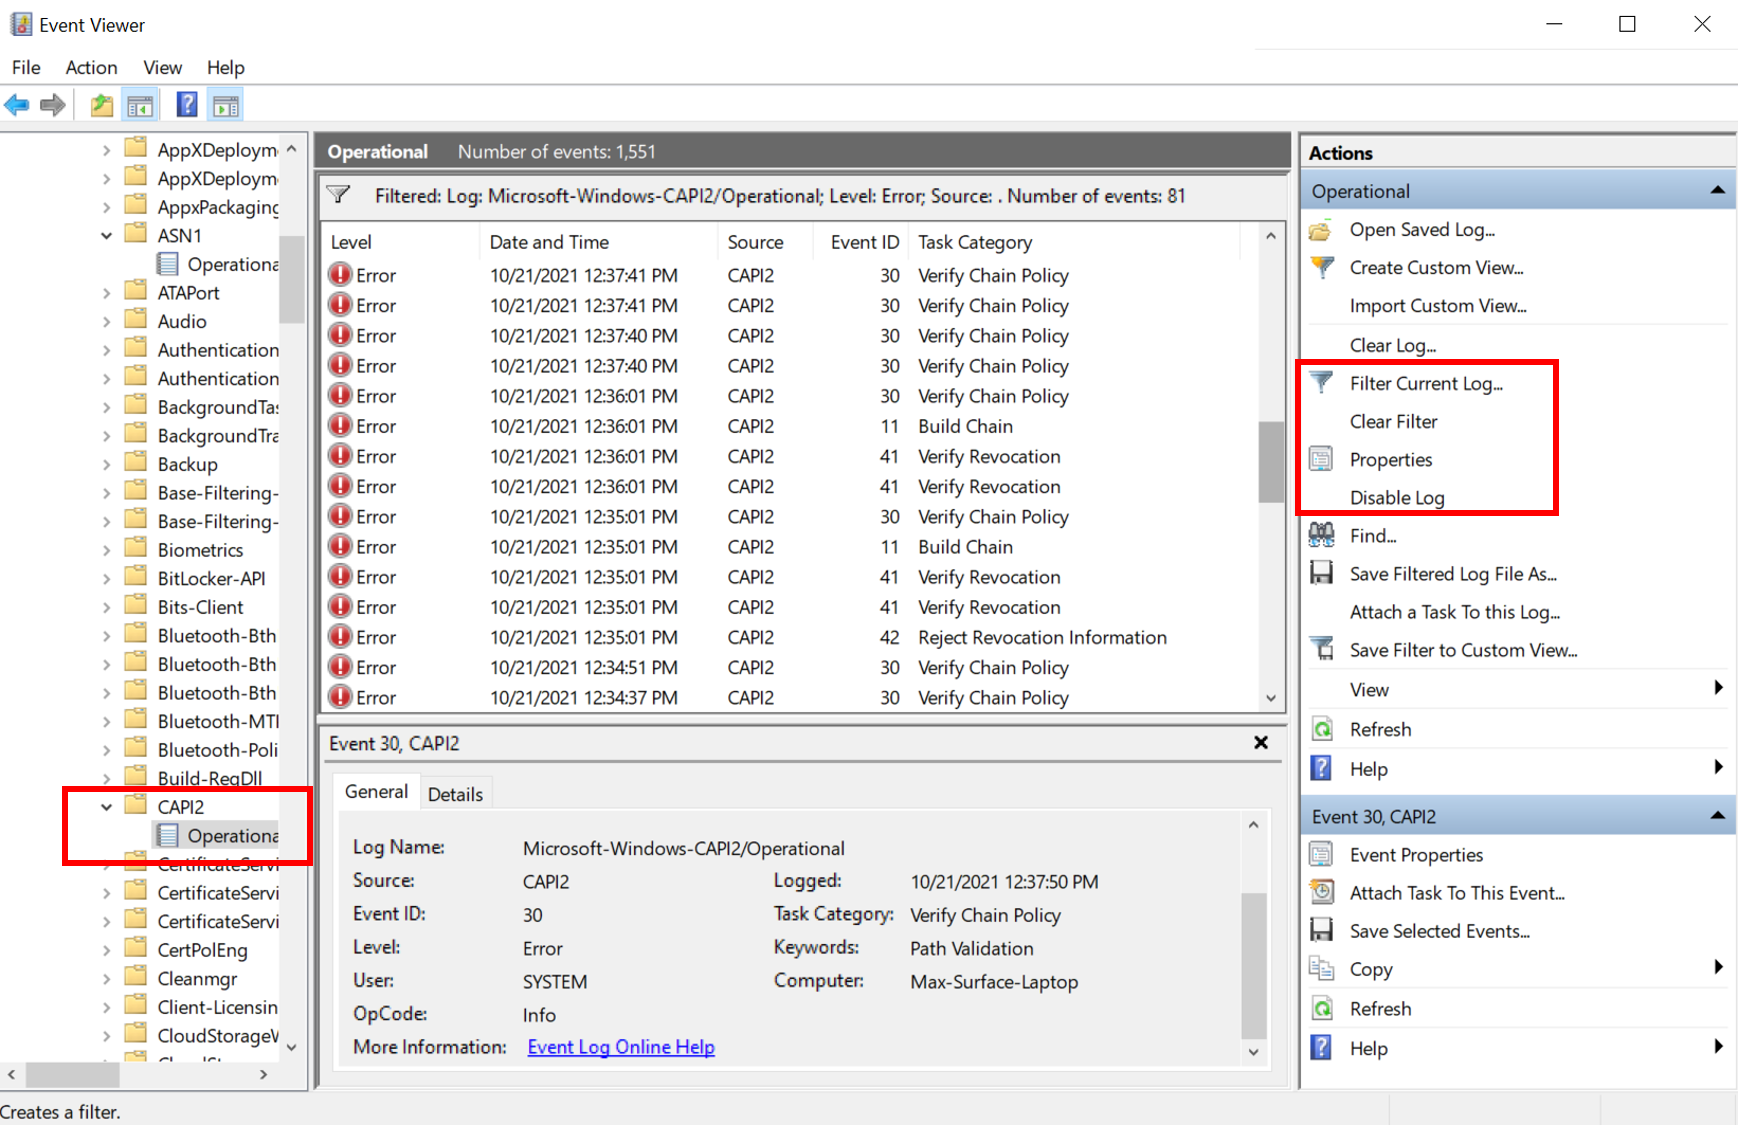 Event Viewer
File Action View Help
AppXDeployme
AppXDeployme
AppxPackaging
ASN1
Operationa
ATAPort
Audio
Authentication
Authentication
BackgroundTas
BackgroundTra
Backup
Base-Filtering-
Base-Filtering-
Biometrics
BitLocker-API
Bits-Client
Bluetooth-Bth
Bluetooth-Bth
Bluetooth-Bth
Bluetooth-MTI
Bluetooth-Poli
Build-RegDll
CAPI2
Operationa
CertificateServi
CertificateServi
CertificateServi
CertPolEng
Cleanmgr
Client-Licensin
CloudStorageW
Operational Number of events: 1,551
Filtered: Log: Microsoft-Windows-CAPI2/Operational; Level: Error; Source: . Number of events: 81
Level Date and Time Source Event ID Task Category
Error 10/21/2021 12:37:41 PM CAPI2 30 Verify Chain Policy
Error 10/21/2021 12:37:41 PM CAPI2 30 Verify Chain Policy
Error 10/21/2021 12:37:40 PM CAPI2 30 Verify Chain Policy
Error 10/21/2021 12:37:40 PM CAPI2 30 Verify Chain Policy
Error 10/21/2021 12:36:01 PM CAPI2 30 Verify Chain Policy
Error 10/21/2021 12:36:01 PM CAPI2 11 Build Chain
Error 10/21/2021 12:36:01 PM CAPI2 41 Verify Revocation
Error 10/21/2021 12:36:01 PM CAPI2 41 Verify Revocation
Error 10/21/2021 12:35:01 PM CAPI2 30 Verify Chain Policy
Error 10/21/2021 12:35:01 PM CAPI2 11 Build Chain
Error 10/21/2021 12:35:01 PM CAPI2 41 Verify Revocation
Error 10/21/2021 12:35:01 PM CAPI2 41 Verify Revocation
Error 10/21/2021 12:35:01 PM CAPI2 42 Reject Revocation Information
Error 10/21/2021 12:34:51 PM CAPI2 30 Verify Chain Policy
Error 10/21/2021 12:34:37 PM CAPI2 30 Verify Chain Policy
Event 30, CAPI2
General Details
Log Name: Microsoft-Windows-CAPI2/Operational
Source: CAPI2 Logged: 10/21/2021 12:37:50 PM
Event ID: 30 Task Category: Verify Chain Policy
Level: Error Keywords: Path Validation
User: SYSTEM Computer: Max-Surface-Laptop
OpCode: Info
More Information: Event Log Online Help
Actions
Operational
Open Saved Log...
Create Custom View...
Import Custom View...
Clear Log...
Filter Current Log...
Clear Filter
Properties
Disable Log
Find...
Save Filtered Log File As...
Attach a Task To this Log...
Save Filter to Custom View...
View
Refresh
Help
Event 30, CAPI2
Event Properties
Attach Task To This Event...
Save Selected Events...
Copy
Refresh
Help
Creates a filter.